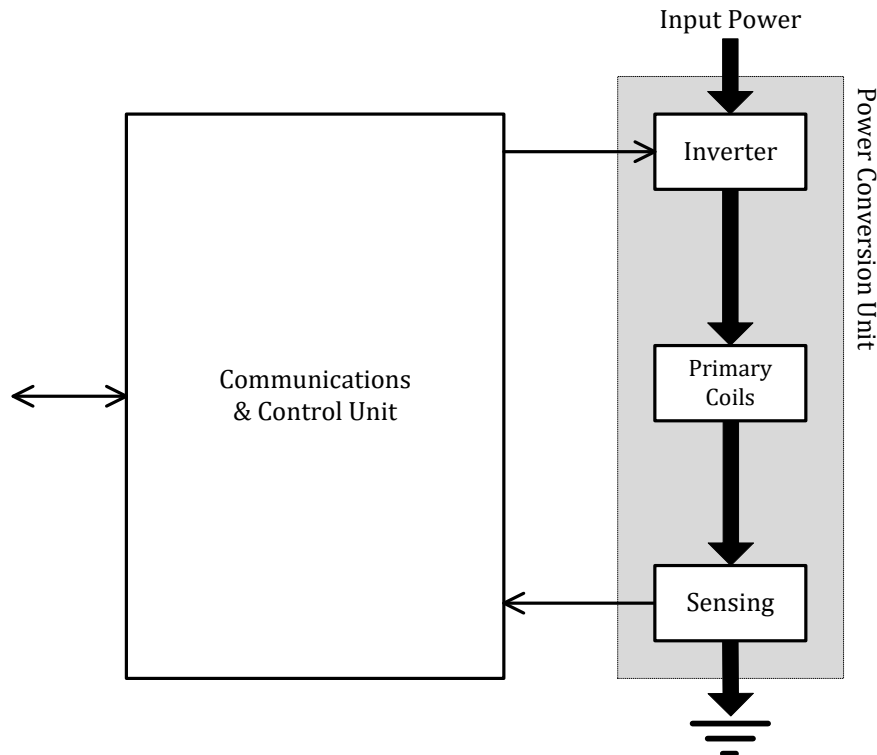 Input Power
Inverter
Power Conversion Unit
Primary
Coils
Communications
& Control Unit
Sensing